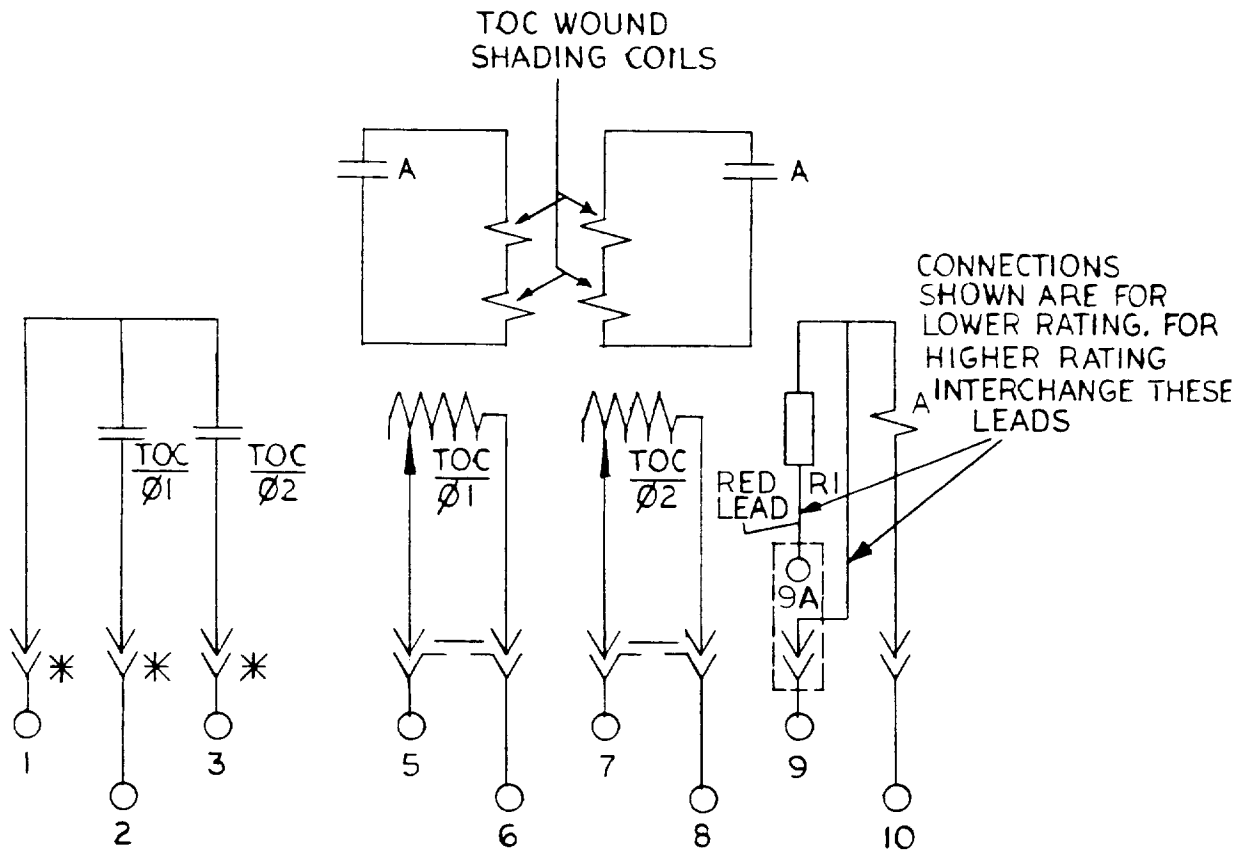 TOC WOUND
SHADING COILS
A
A
CONNECTIONS
SHOWN ARE FOR
LOWER RATING. FOR
HIGHER RATING
INTERCHANGE THESE
LEADS
A
TOC
Ø1
TOC
Ø2
TOC
Ø1
TOC
Ø2
RED
LEAD
R1
9A
*
*
*
1
3
5
7
9
2
6
8
10